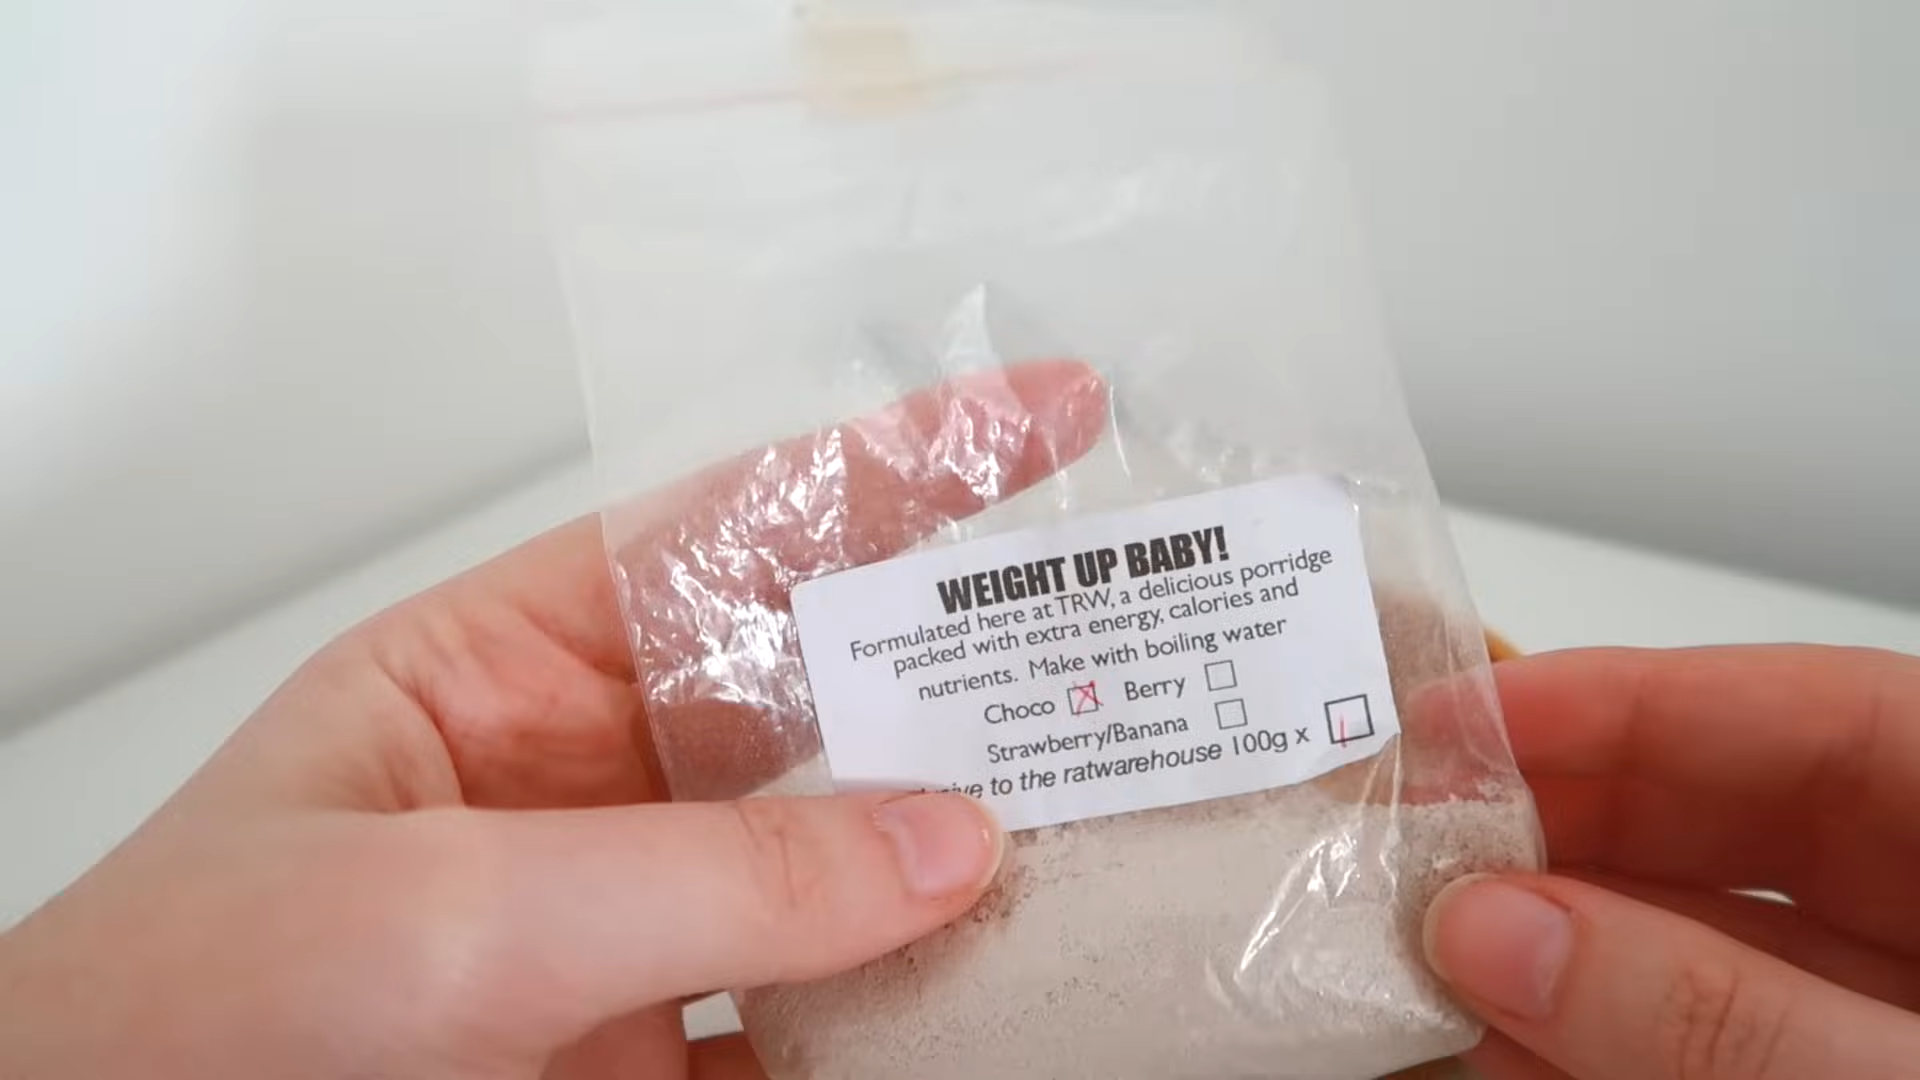 WEIGHT UP BABY!
Formulated here at TRW, a delicious porridge
packed with extra energy, calories and
nutrients. Make with boiling water
Choco X Berry
Strawberry/Banana
to the ratwarehouse 100g x 1